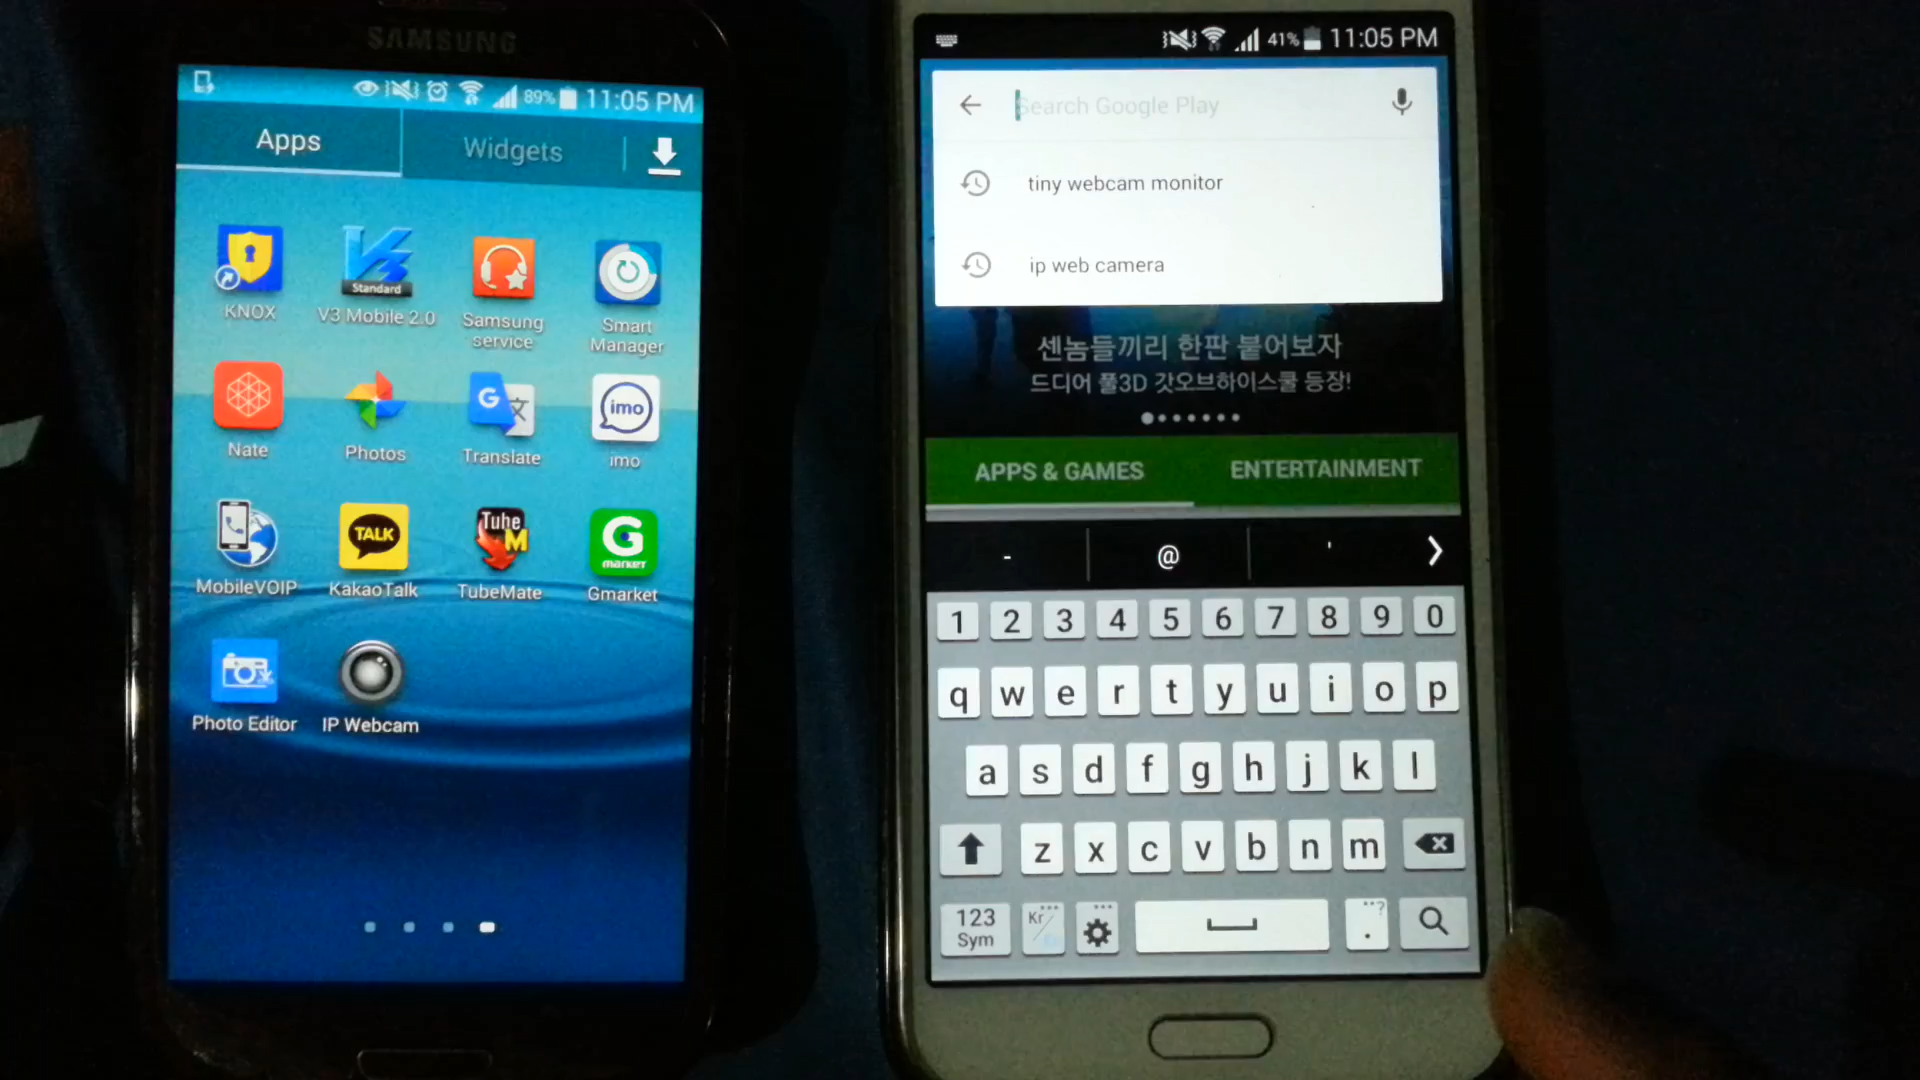 SAMSUNG
89% 11:05 PM
Apps
Widgets
KNOX
Standard
V3 Mobile 2.0
Samsung service
Smart Manager
Nate
Photos
G 文
Translate
imo
imo
MobileVOIP
TALK
KakaoTalk
Tube M
TubeMate
G market
Gmarket
Photo Editor
IP Webcam
41% 11:05 PM
Search Google Play
tiny webcam monitor
ip web camera
센놈들끼리 한판 붙어보자
드디어 풀3D 갓오브하이스쿨 등장!
APPS & GAMES
ENTERTAINMENT
- @ '
1 2 3 4 5 6 7 8 9 0
q w e r t y u i o p
a s d f g h j k l
z x c v b n m
123 Sym
Kr/
. ?